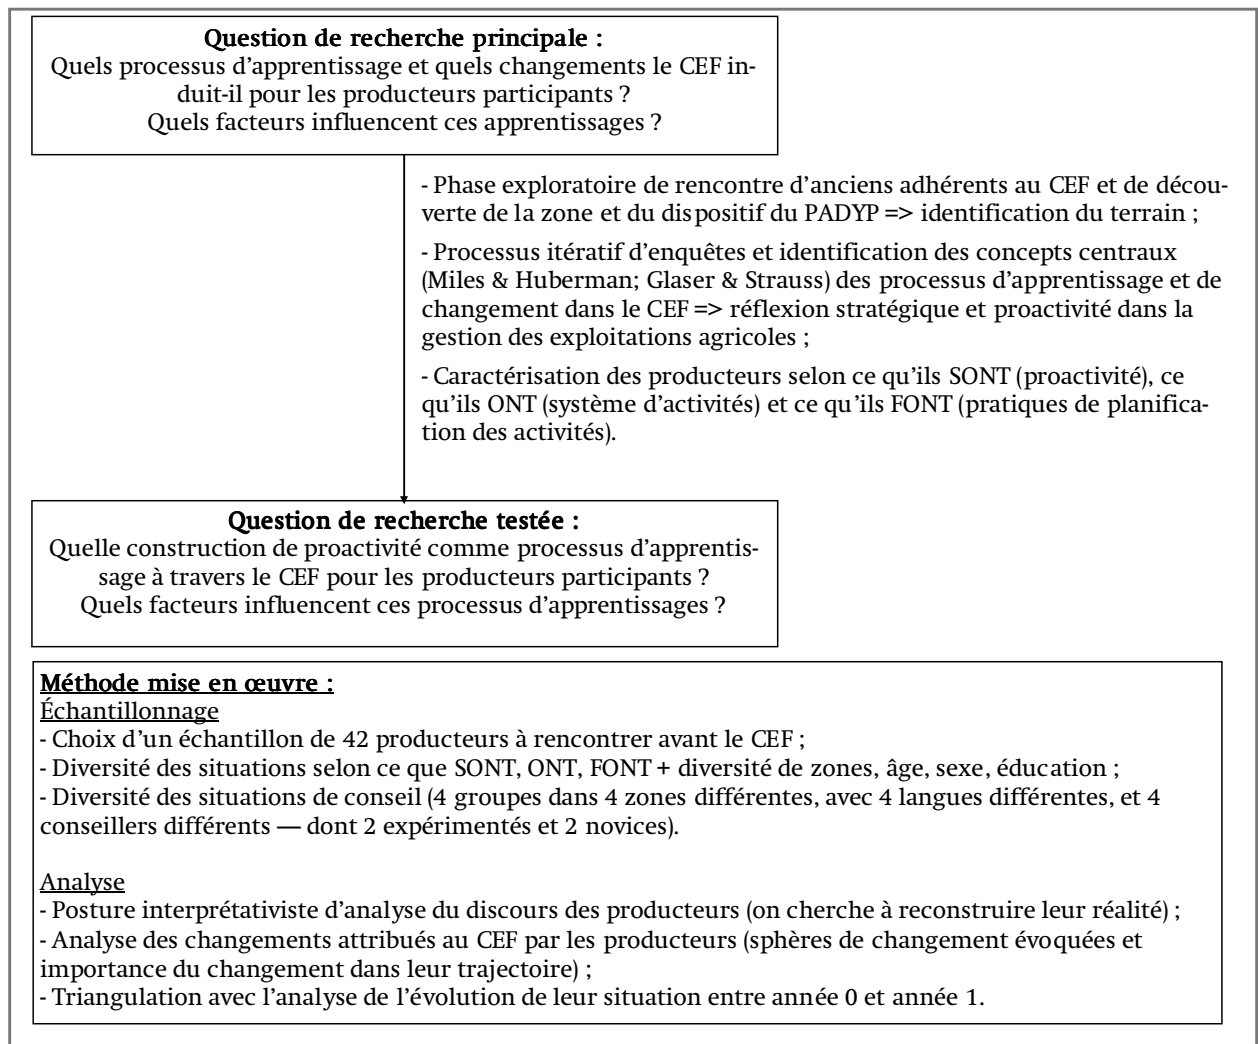 Question de recherche principale :
Quels processus d’apprentissage et quels changements le CEF in-
duit-il pour les producteurs participants ?
Quels facteurs influencent ces apprentissages ?
- Phase exploratoire de rencontre d’anciens adhérents au CEF et de décou-
verte de la zone et du dispositif du PADYP => identification du terrain ;
- Processus itératif d’enquêtes et identification des concepts centraux
(Miles & Huberman; Glaser & Strauss) des processus d’apprentissage et de
changement dans le CEF => réflexion stratégique et proactivité dans la
gestion des exploitations agricoles ;
- Caractérisation des producteurs selon ce qu’ils SONT (proactivité), ce
qu’ils ONT (système d’activités) et ce qu’ils FONT (pratiques de planifica-
tion des activités).
Question de recherche testée :
Quelle construction de proactivité comme processus d’apprentis-
sage à travers le CEF pour les producteurs participants ?
Quels facteurs influencent ces processus d’apprentissages ?
Méthode mise en œuvre :
Échantillonnage
- Choix d’un échantillon de 42 producteurs à rencontrer avant le CEF ;
- Diversité des situations selon ce que SONT, ONT, FONT + diversité de zones, âge, sexe, éducation ;
- Diversité des situations de conseil (4 groupes dans 4 zones différentes, avec 4 langues différentes, et 4
conseillers différents — dont 2 expérimentés et 2 novices).
Analyse
- Posture interprétativiste d’analyse du discours des producteurs (on cherche à reconstruire leur réalité) ;
- Analyse des changements attribués au CEF par les producteurs (sphères de changement évoquées et
importance du changement dans leur trajectoire) ;
- Triangulation avec l’analyse de l’évolution de leur situation entre année 0 et année 1.